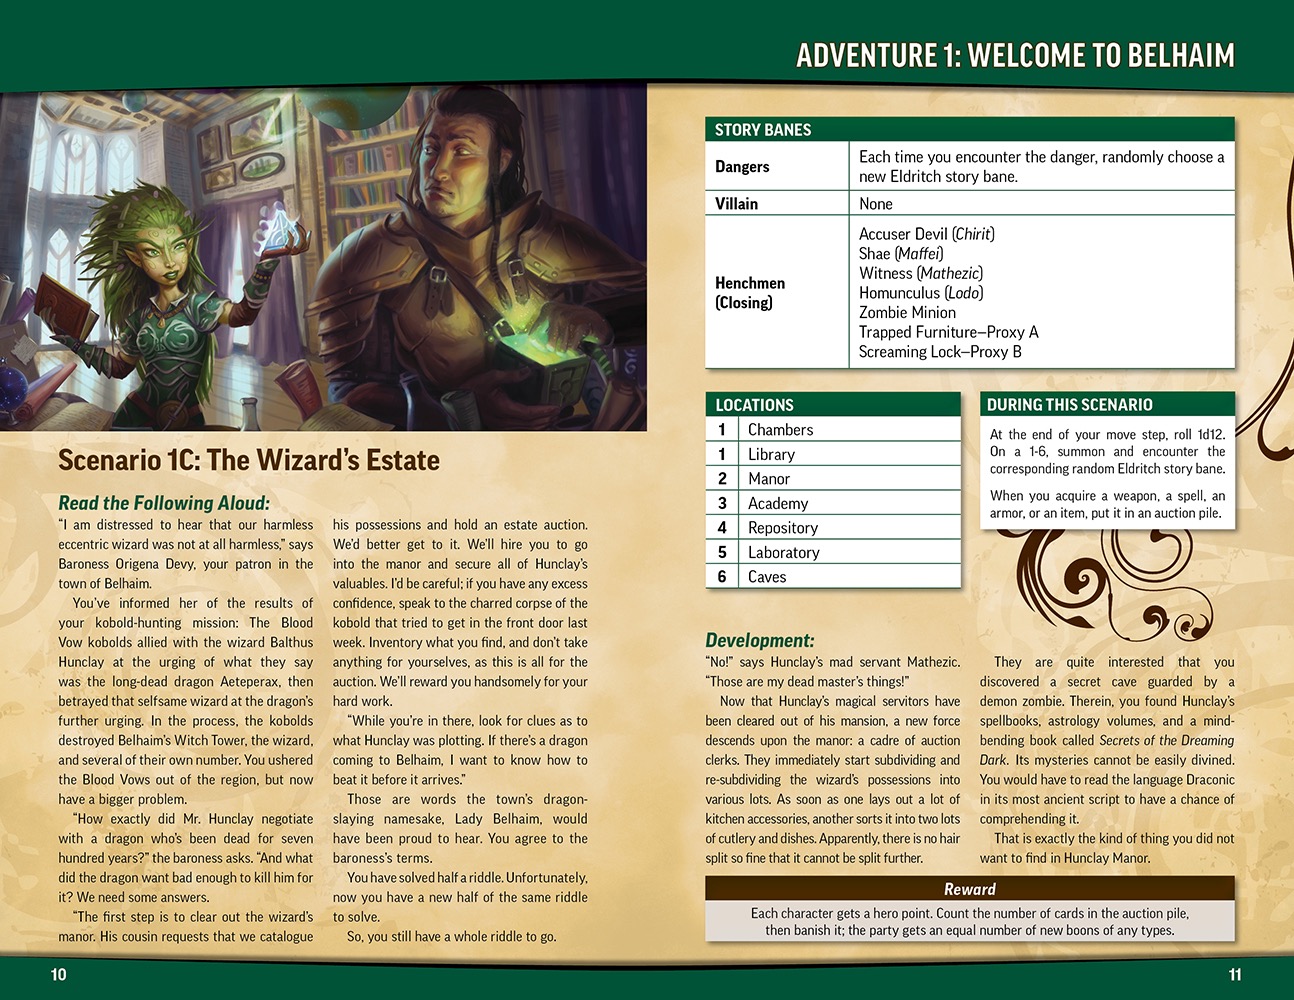 ADVENTURE 1: WELCOME TO BELHAIM
Scenario 1C: The Wizard's Estate
Read the Following Aloud:
"I am distressed to hear that our harmless
eccentric wizard was not at all harmless," says
Baroness Origena Devy, your patron in the
town of Belhaim.
You've informed her of the results of
your kobold-hunting mission: The Blood
Vow kobolds allied with the wizard Balthus
Hunclay at the urging of what they say
was the long-dead dragon Aeteperax, then
betrayed that selfsame wizard at the dragon's
further urging. In the process, the kobolds
destroyed Belhaim's Witch Tower, the wizard,
and several of their own number. You ushered
the Blood Vows out of the region, but now
have a bigger problem.
"How exactly did Mr. Hunclay negotiate
with a dragon who's been dead for seven
hundred years?" the baroness asks. "And what
did the dragon want bad enough to kill him for
it? We need some answers.
"The first step is to clear out the wizard's
manor. His cousin requests that we catalogue
his possessions and hold an estate auction.
We'd better get to it. We'll hire you to go
into the manor and secure all of Hunclay's
valuables. I'd be careful; if you have any excess
confidence, speak to the charred corpse of the
kobold that tried to get in the front door last
week. Inventory what you find, and don't take
anything for yourselves, as this is all for the
auction. We'll reward you handsomely for your
hard work.
"While you're in there, look for clues as to
what Hunclay was plotting. If there's a dragon
coming to Belhaim, I want to know how to
beat it before it arrives."
Those are words the town's dragon-
slaying namesake, Lady Belhaim, would
have been proud to hear. You agree to the
baroness's terms.
You have solved half a riddle. Unfortunately,
now you have a new half of the same riddle
to solve.
So, you still have a whole riddle to go.
10
STORY BANES
Dangers
Each time you encounter the danger, randomly choose a
new Eldritch story bane.
Villain
None
Henchmen
(Closing)
Accuser Devil (Chirit)
Shae (Maffei)
Witness (Mathezic)
Homunculus (Lodo)
Zombie Minion
Trapped Furniture—Proxy A
Screaming Lock—Proxy B
LOCATIONS
1 Chambers
1 Library
2 Manor
3 Academy
4 Repository
5 Laboratory
6 Caves
DURING THIS SCENARIO
At the end of your move step, roll 1d12.
On a 1-6, summon and encounter the
corresponding random Eldritch story bane.
When you acquire a weapon, a spell, an
armor, or an item, put it in an auction pile.
Development:
"No!" says Hunclay's mad servant Mathezic.
"Those are my dead master's things!"
Now that Hunclay's magical servitors have
been cleared out of his mansion, a new force
descends upon the manor: a cadre of auction
clerks. They immediately start subdividing and
re-subdividing the wizard's possessions into
various lots. As soon as one lays out a lot of
kitchen accessories, another sorts it into two lots
of cutlery and dishes. Apparently, there is no hair
split so fine that it cannot be split further.
They are quite interested that you
discovered a secret cave guarded by a
demon zombie. Therein, you found Hunclay's
spellbooks, astrology volumes, and a mind-
bending book called Secrets of the Dreaming
Dark. Its mysteries cannot be easily divined.
You would have to read the language Draconic
in its most ancient script to have a chance of
comprehending it.
That is exactly the kind of thing you did not
want to find in Hunclay Manor.
Reward
Each character gets a hero point. Count the number of cards in the auction pile,
then banish it; the party gets an equal number of new boons of any types.
11